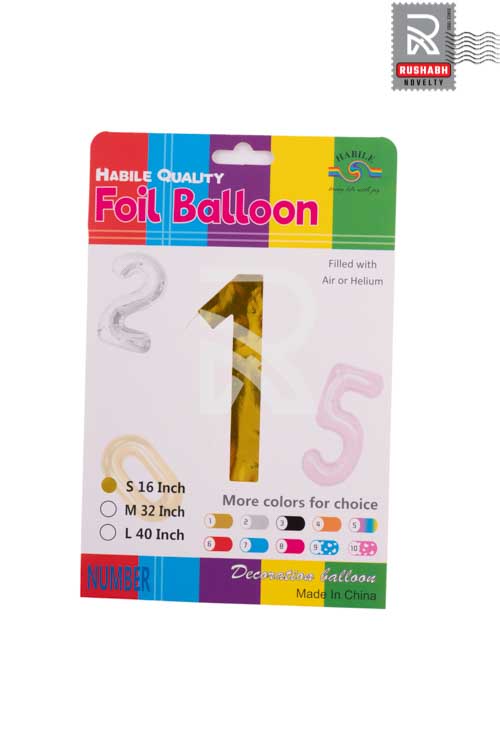 RUSHABH
NOVELTY
HABILE QUALITY
Foil Balloon
HABILE
Filled with
Air or Helium
1
S 16 Inch
M 32 Inch
L 40 Inch
More colors for choice
1 2 3 4 5
6 7 8 9 10
NUMBER
Decoration balloon
Made In China